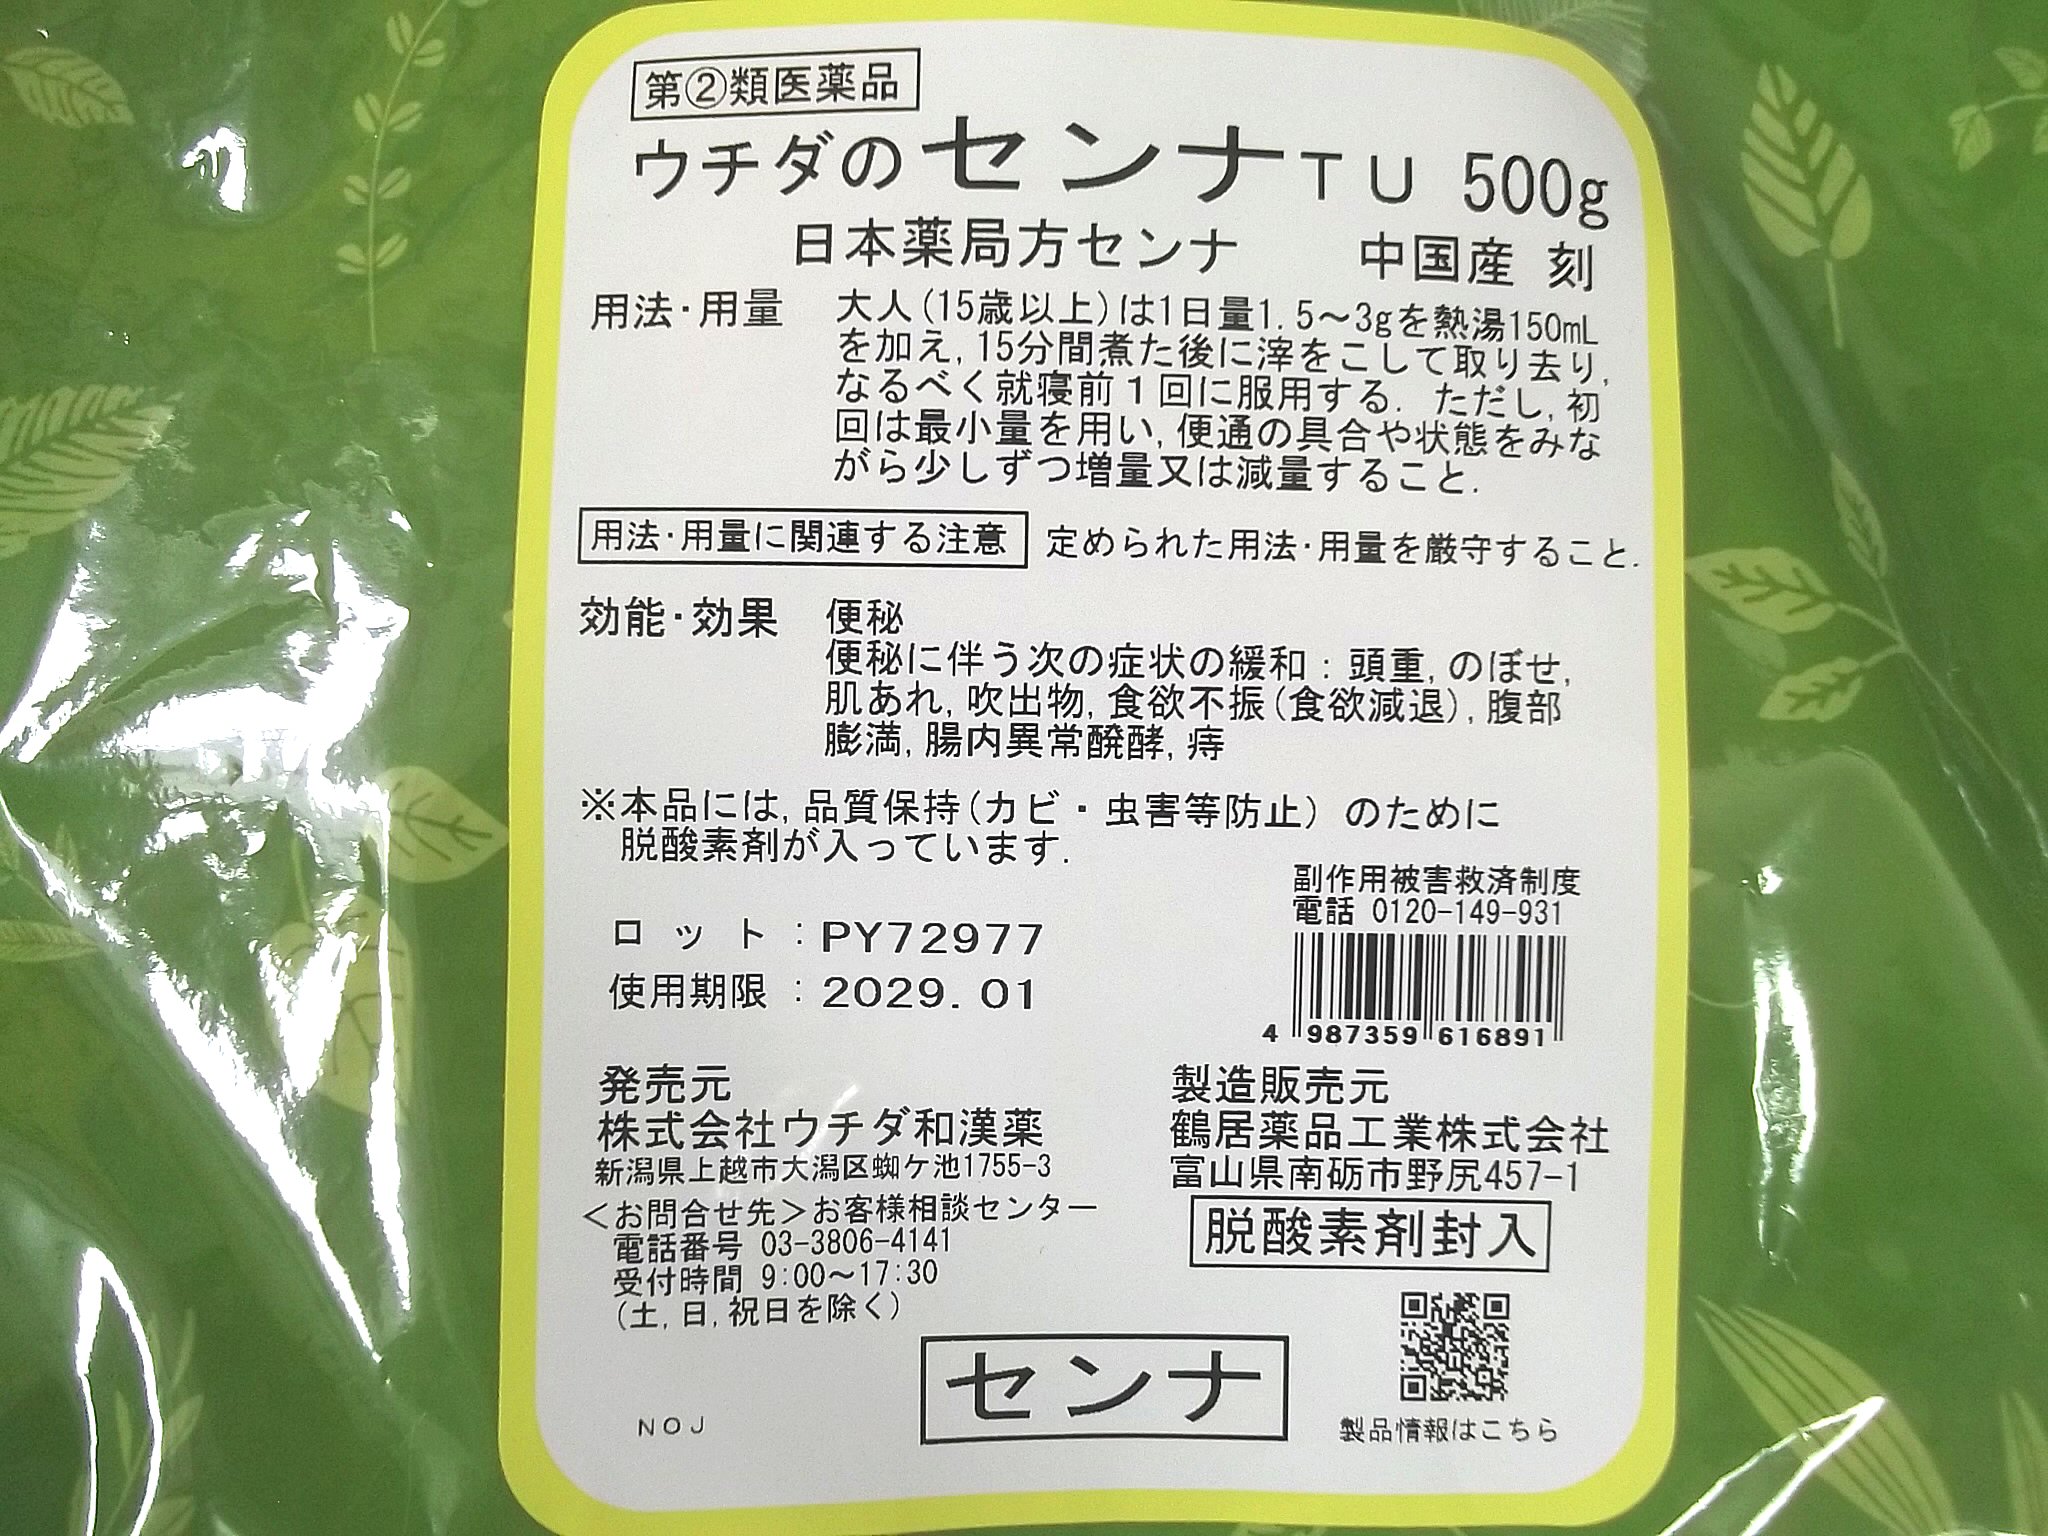 第②類医薬品
ウチダのセンナTU 500g
日本薬局方センナ 中国産 刻
用法・用量 大人(15歳以上)は1日量1.5～3gを熱湯150mL
を加え,15分間煮た後に滓をこして取り去り,
なるべく就寝前1回に服用する. ただし,初
回は最小量を用い,便通の具合や状態をみな
がら少しずつ増量又は減量すること.
用法・用量に関連する注意 定められた用法・用量を厳守すること.
効能・効果 便秘
便秘に伴う次の症状の緩和:頭重,のぼせ,
肌あれ,吹出物,食欲不振(食欲減退),腹部
膨満,腸内異常醗酵,痔
※本品には,品質保持(カビ・虫害等防止) のために
脱酸素剤が入っています.
副作用被害救済制度
電話 0120-149-931
ロット:PY72977
使用期限:2029.01
4 987359 616891
発売元
株式会社ウチダ和漢薬
新潟県上越市大潟区蜘ケ池1755-3
<お問合せ先>お客様相談センター
電話番号 03-3806-4141
受付時間 9:00～17:30
(土,日,祝日を除く)
製造販売元
鶴居薬品工業株式会社
富山県南砺市野尻457-1
脱酸素剤封入
センナ
NOJ
製品情報はこちら